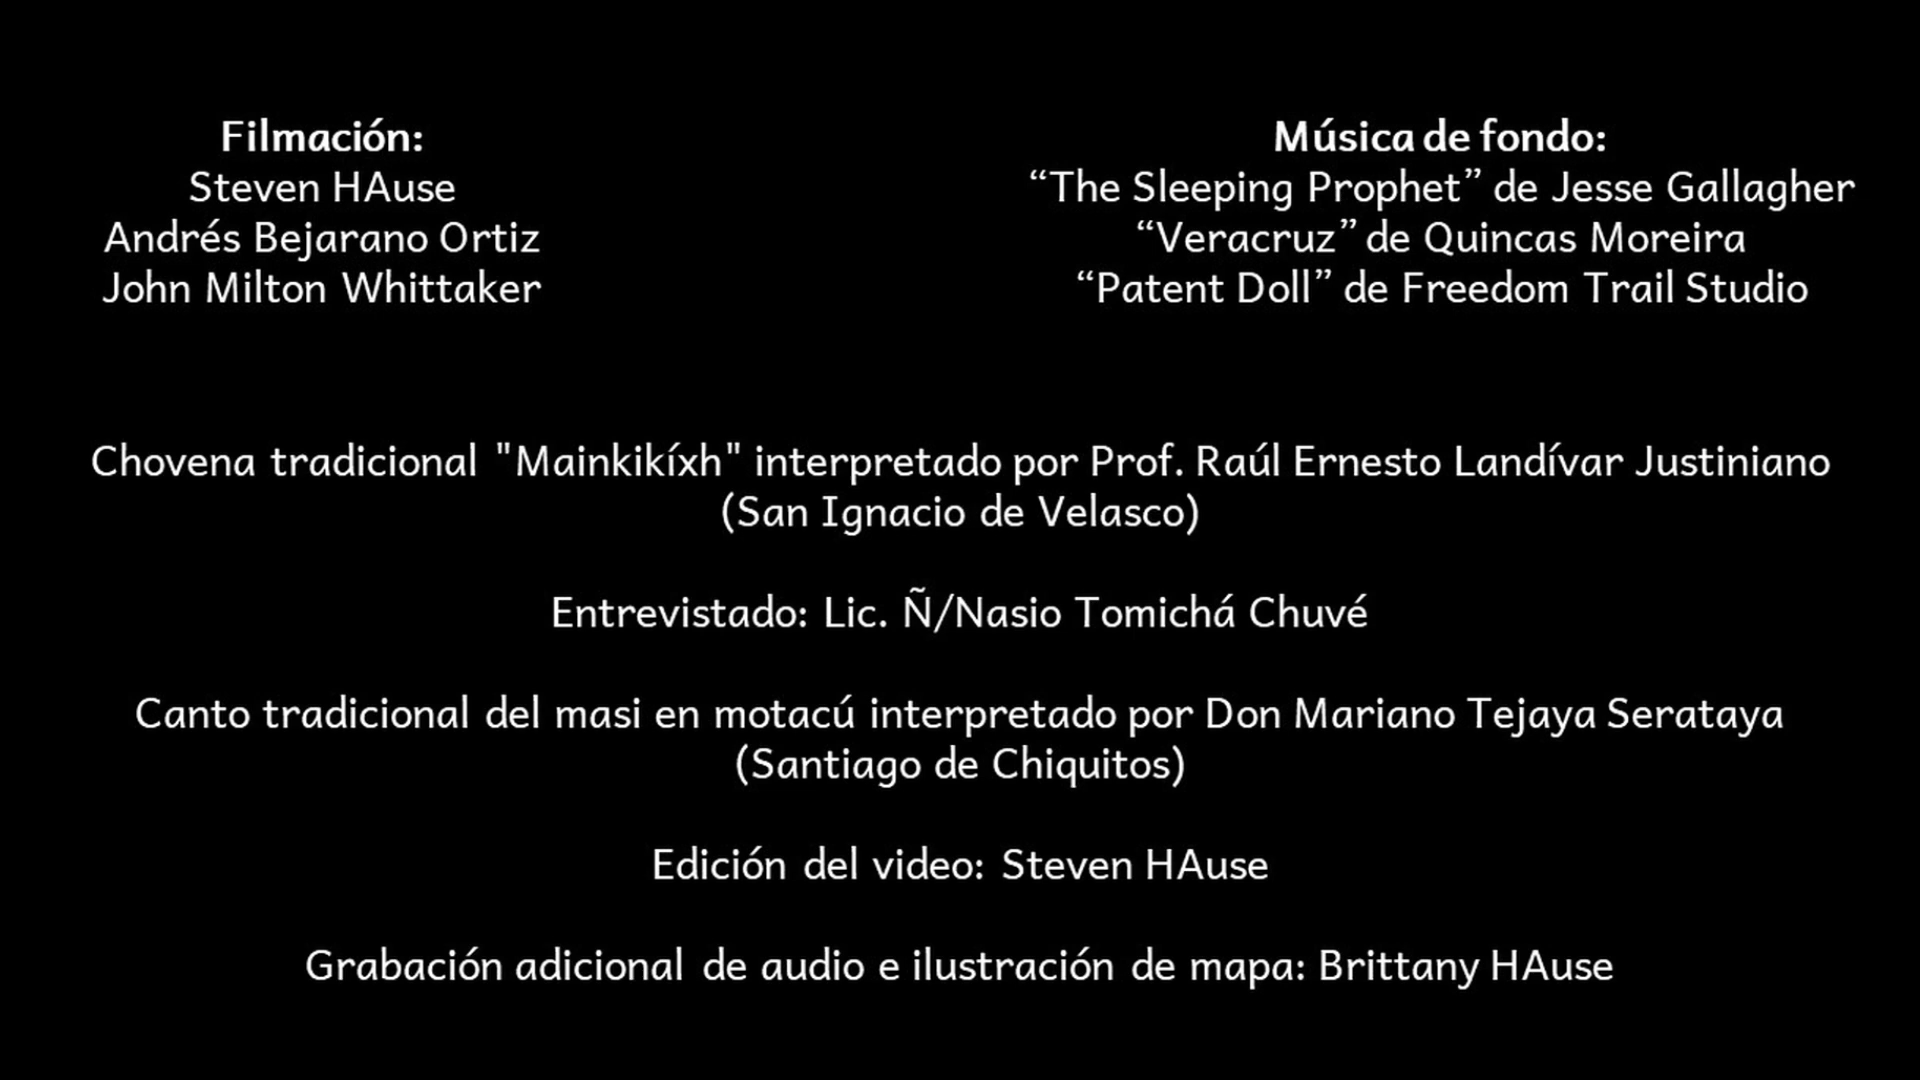 Filmación:
Steven HAuse
Andrés Bejarano Ortiz
John Milton Whittaker
Música de fondo:
“The Sleeping Prophet” de Jesse Gallagher
“Veracruz” de Quincas Moreira
“Patent Doll” de Freedom Trail Studio
Chovena tradicional "Mainkikíxh" interpretado por Prof. Raúl Ernesto Landívar Justiniano
(San Ignacio de Velasco)
Entrevistado: Lic. Ñ/Nasio Tomichá Chuvé
Canto tradicional del masi en motacú interpretado por Don Mariano Tejaya Serataya
(Santiago de Chiquitos)
Edición del video: Steven HAuse
Grabación adicional de audio e ilustración de mapa: Brittany HAuse